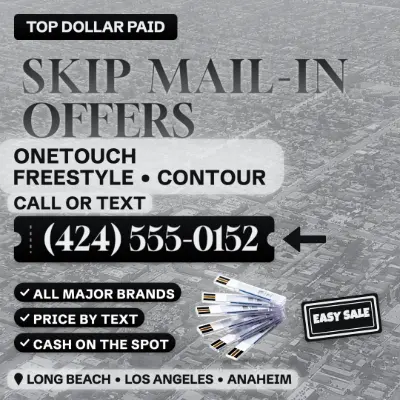 TOP DOLLAR PAID
SKIP MAIL-IN
OFFERS
ONETOUCH
FREESTYLE • CONTOUR
CALL OR TEXT
(424) 555-0152
ALL MAJOR BRANDS
PRICE BY TEXT
CASH ON THE SPOT
EASY SALE
LONG BEACH • LOS ANGELES • ANAHEIM